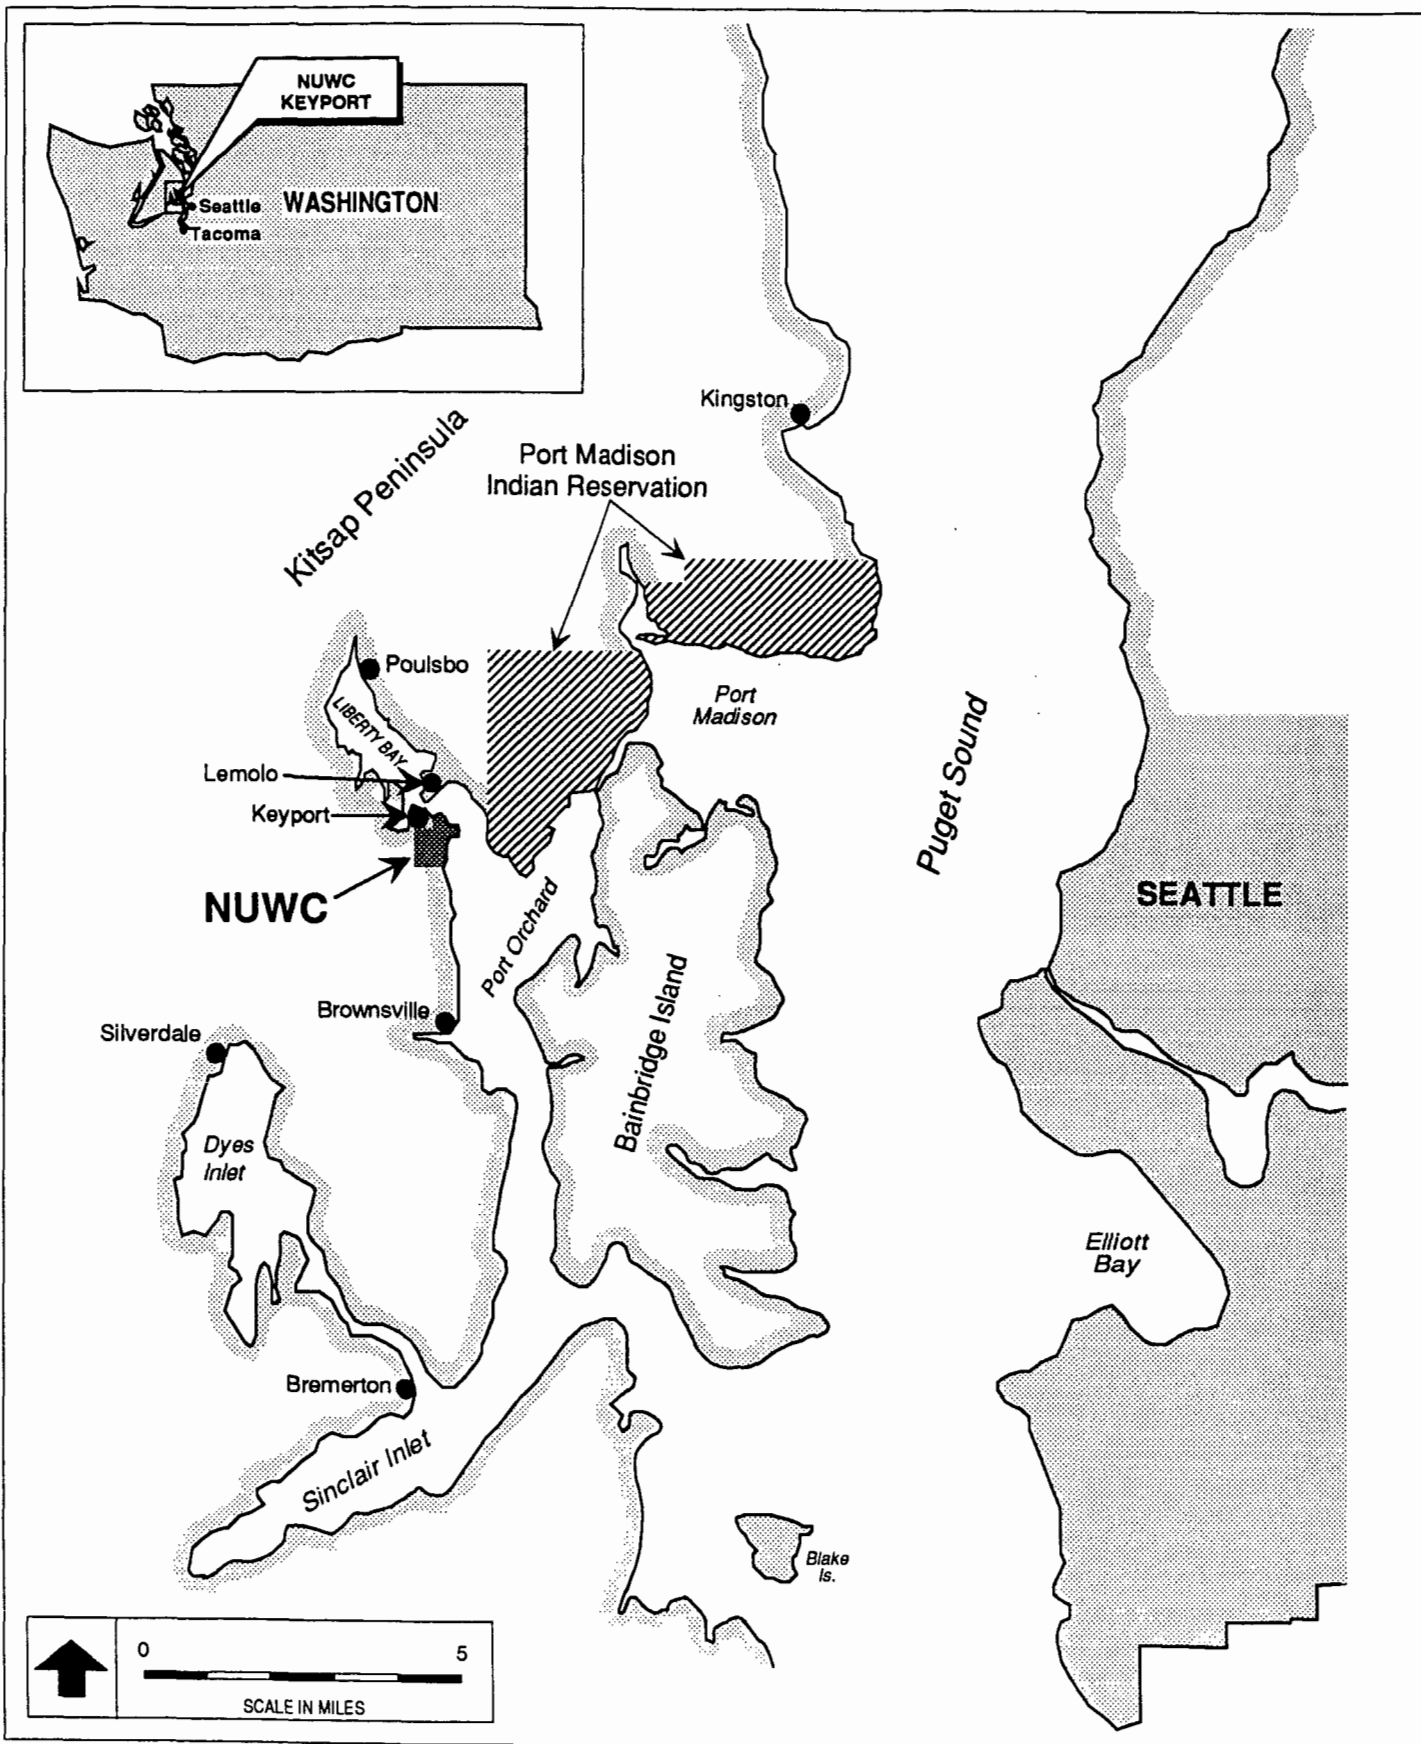 NUWC
KEYPORT
Seattle
WASHINGTON
Tacoma
Kingston
Kitsap Peninsula
Port Madison
Indian Reservation
Poulsbo
LIBERTY BAY
Port
Madison
Puget Sound
Lemolo
Keyport
NUWC
SEATTLE
Port Orchard
Bainbridge Island
Brownsville
Silverdale
Dyes
Inlet
Elliott
Bay
Bremerton
Sinclair Inlet
Blake
Is.
0 5
SCALE IN MILES